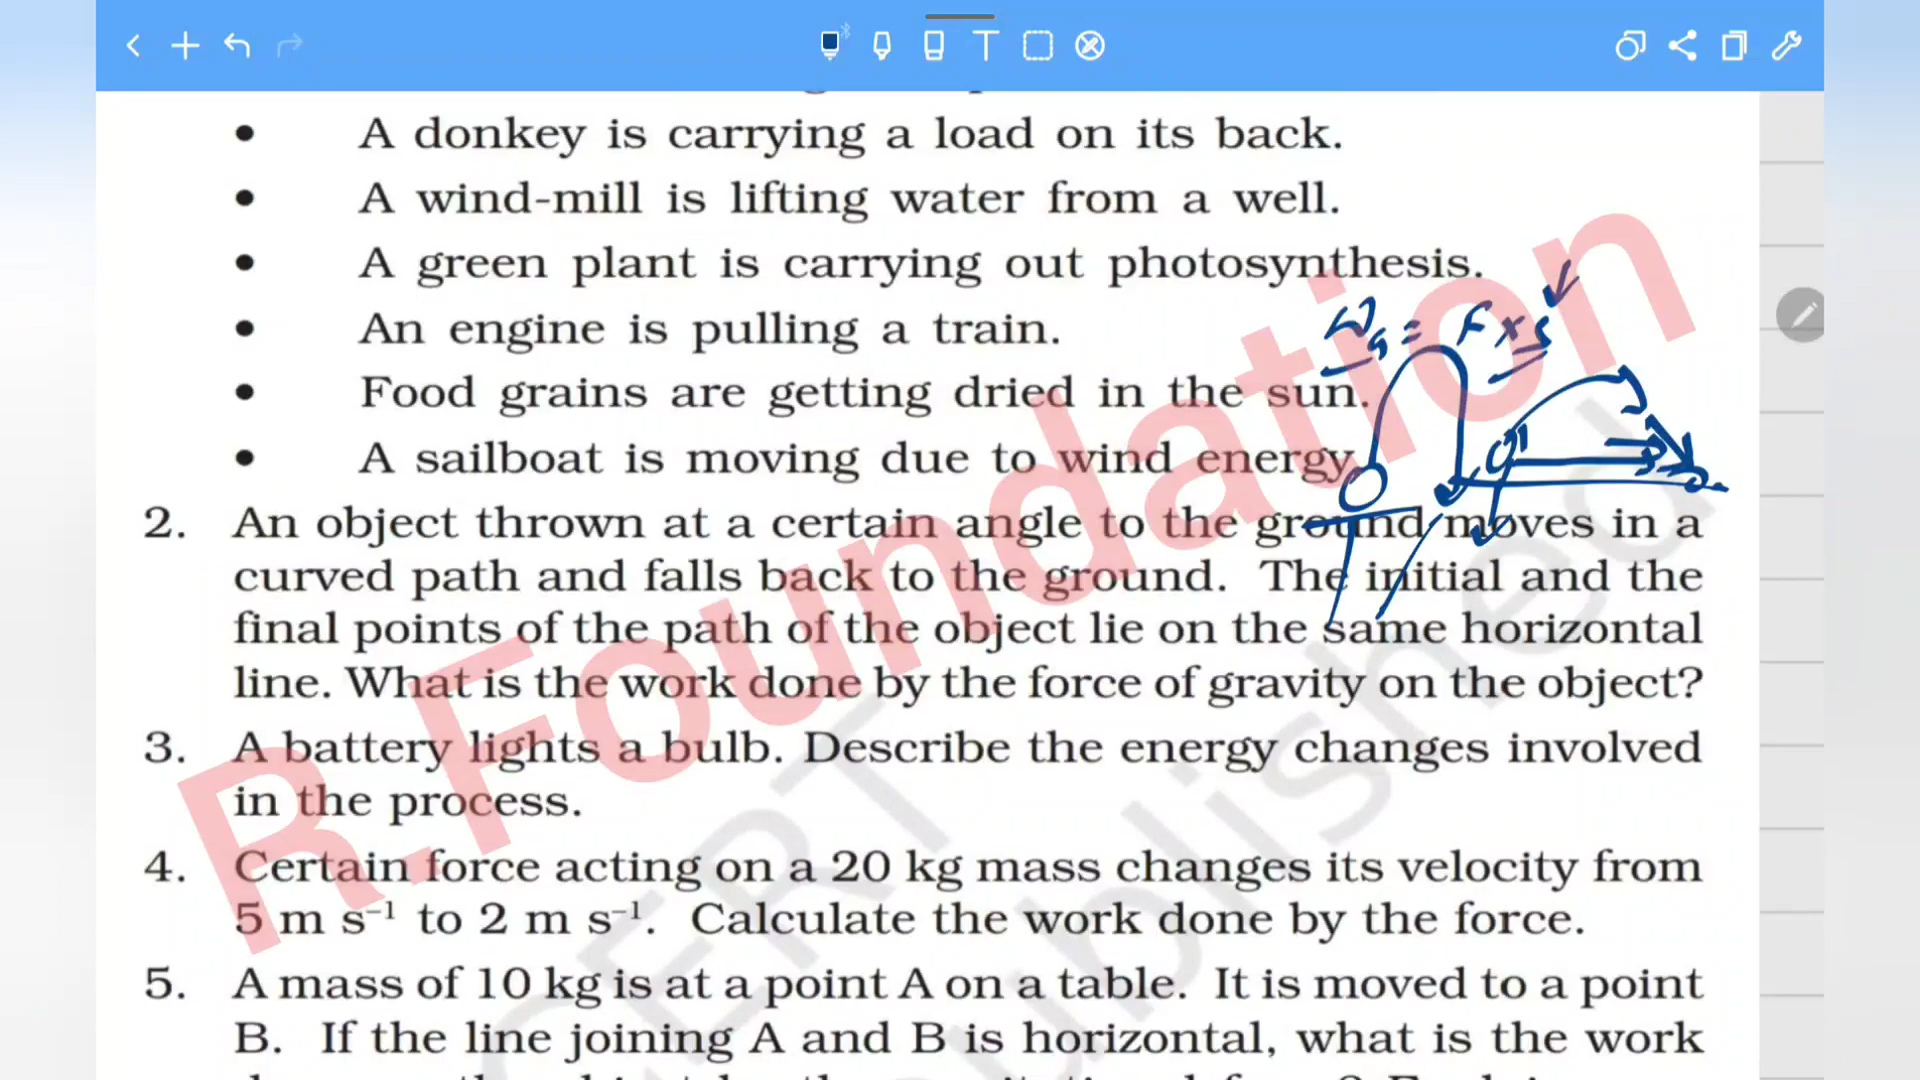 • A donkey is carrying a load on its back.
• A wind-mill is lifting water from a well.
• A green plant is carrying out photosynthesis.
• An engine is pulling a train.
• Food grains are getting dried in the sun.
• A sailboat is moving due to wind energy.
W = F × s
2. An object thrown at a certain angle to the ground moves in a
curved path and falls back to the ground. The initial and the
final points of the path of the object lie on the same horizontal
line. What is the work done by the force of gravity on the object?
3. A battery lights a bulb. Describe the energy changes involved
in the process.
4. Certain force acting on a 20 kg mass changes its velocity from
5 m s⁻¹ to 2 m s⁻¹. Calculate the work done by the force.
5. A mass of 10 kg is at a point A on a table. It is moved to a point
B. If the line joining A and B is horizontal, what is the work
R.Foundation